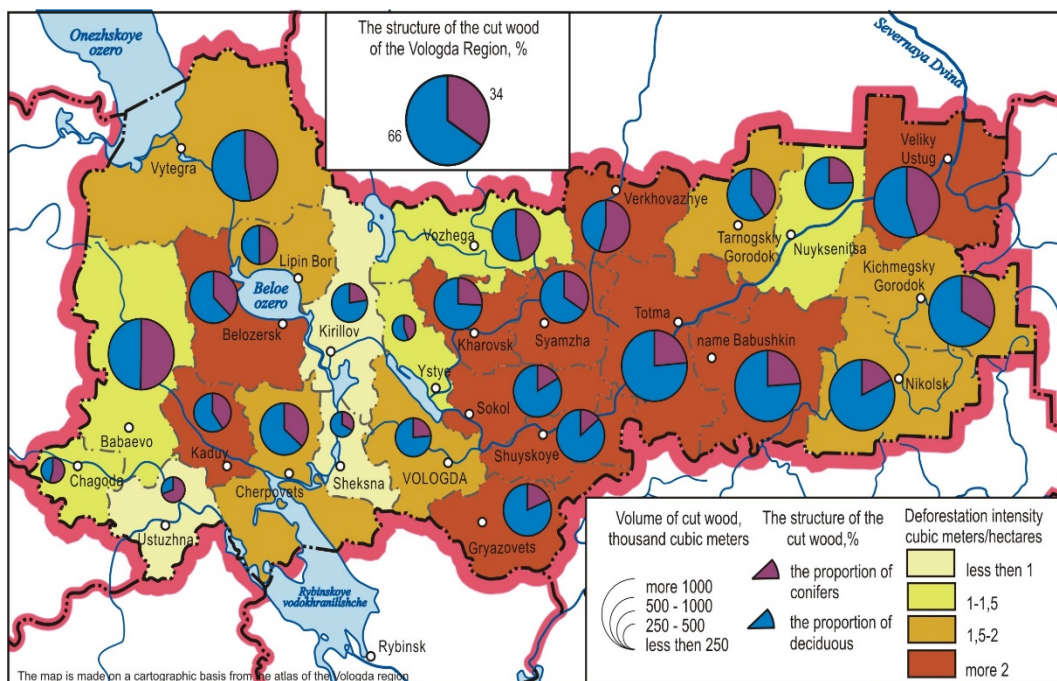 Onezhskoye
ozero
The structure of the cut wood
of the Vologda Region, %
34
66
Severnaya Dvina
Vytegra
Veliky
Ustug
Verkhovazhye
Vozhega
Tarnogskiy
Gorodok
Nuyksenitsa
Lipin Bor
Kichmegsky
Gorodok
Beloe
ozero
Belozersk
Kirillov
Kharovsk
Syamzha
Totma
name Babushkin
Ystye
Nikolsk
Sokol
Babaevo
Kaduy
Shuyskoye
Chagoda
Cherpovets
Sheksna
VOLOGDA
Ustuzhna
Gryazovets
Rybinskoye
vodokhranilishche
Rybinsk
Volume of cut wood,
thousand cubic meters
more 1000
500 - 1000
250 - 500
less then 250
The structure of the
cut wood,%
the proportion of
conifers
the proportion of
deciduous
Deforestation intensity
cubic meters/hectares
less then 1
1-1,5
1,5-2
more 2
The map is made on a cartographic basis from the atlas of the Vologda region